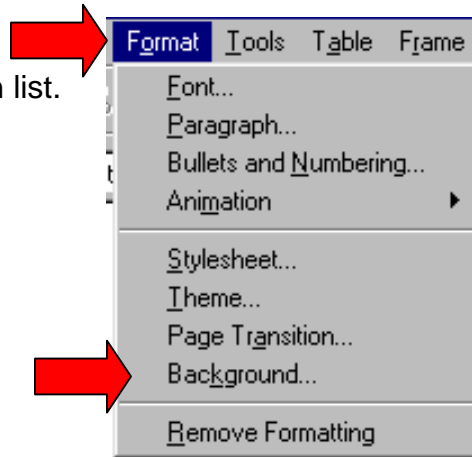 Format Tools Table Frame
list.
Font...
Paragraph...
Bullets and Numbering...
Animation
Stylesheet...
Theme...
Page Transition...
Background...
Remove Formatting